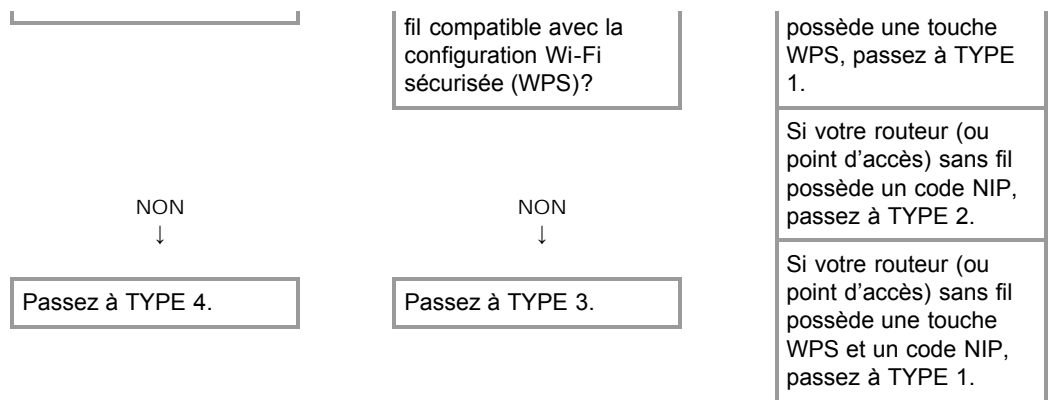 fil compatible avec la
configuration Wi-Fi
sécurisée (WPS)?
possède une touche
WPS, passez à TYPE
1.
Si votre routeur (ou
point d’accès) sans fil
possède un code NIP,
passez à TYPE 2.
NON
↓
NON
↓
Passez à TYPE 4.
Passez à TYPE 3.
Si votre routeur (ou
point d’accès) sans fil
possède une touche
WPS et un code NIP,
passez à TYPE 1.